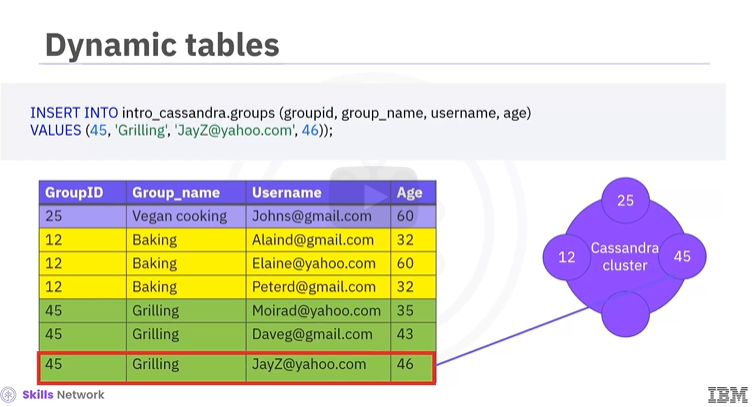 Dynamic tables
INSERT INTO intro_cassandra.groups (groupid, group_name, username, age)
VALUES (45, 'Grilling', 'JayZ@yahoo.com', 46));
GroupID Group_name Username Age
25 Vegan cooking Johns@gmail.com 60
12 Baking Alaind@gmail.com 32
12 Baking Elaine@yahoo.com 60
12 Baking Peterd@gmail.com 32
45 Grilling Moirad@yahoo.com 35
45 Grilling Daveg@gmail.com 43
45 Grilling JayZ@yahoo.com 46
25
12
Cassandra
cluster
45
Skills Network
IBM